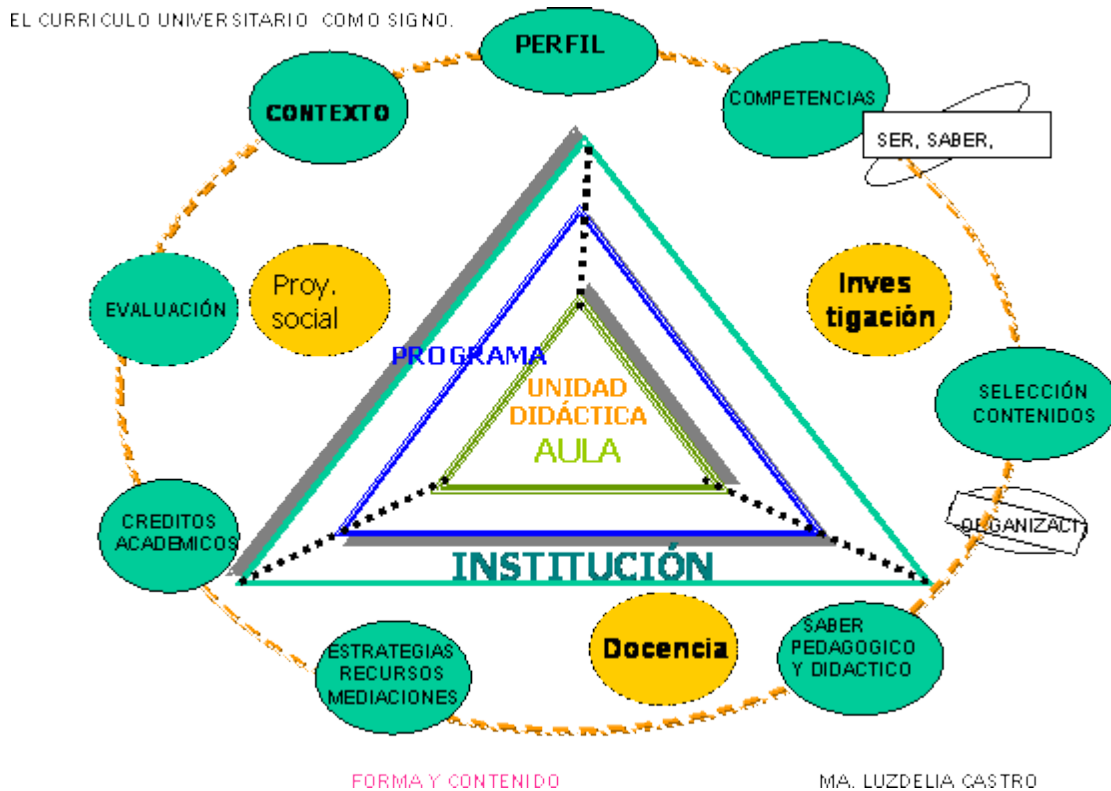 EL CURRICULO UNIVERSITARIO COMO SIGNO.
PERFIL
CONTEXTO
COMPETENCIAS
SER, SABER,
EVALUACIÓN
Proy.
social
Inves
tigación
PROGRAMA
UNIDAD
DIDÁCTICA
AULA
SELECCIÓN
CONTENIDOS
CREDITOS
ACADEMICOS
ORGANIZACI
INSTITUCIÓN
Docencia
SABER
PEDAGOGICO
Y DIDACTICO
ESTRATEGIAS
RECURSOS
MEDIACIONES
FORMA Y CONTENIDO
MA. LUZDELIA CASTRO